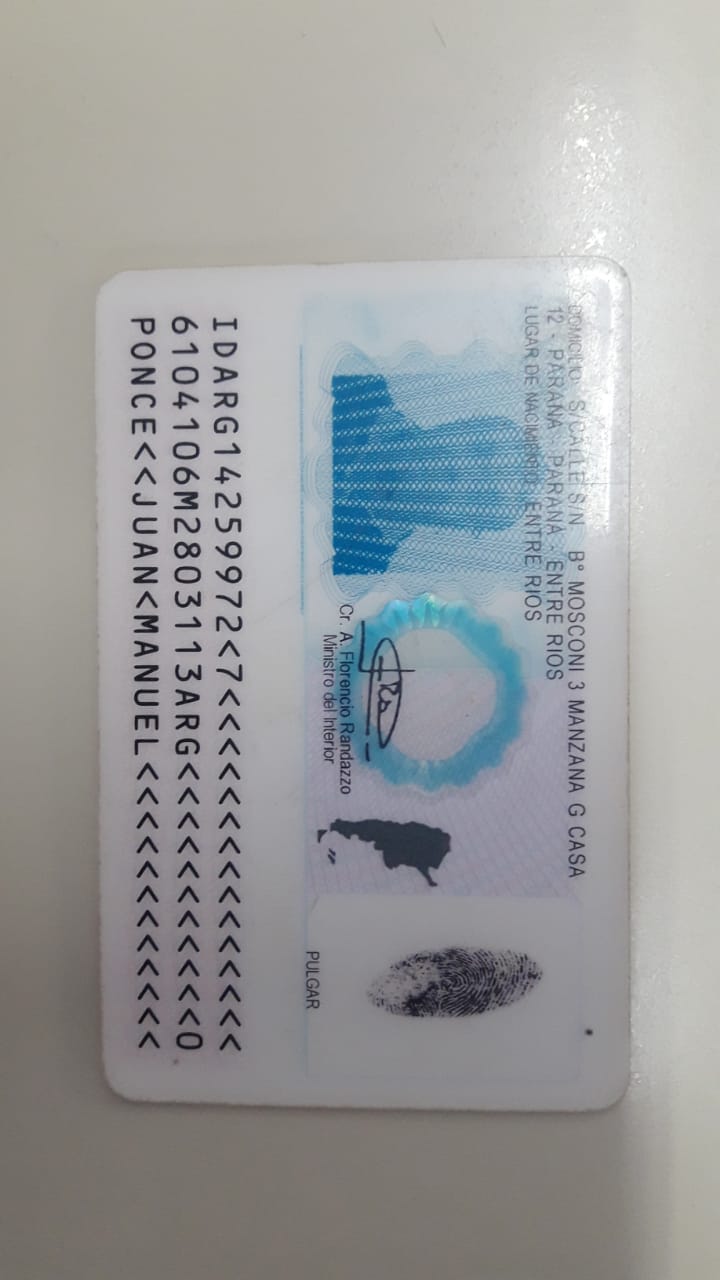 DOMICILIO: S/CALLE S/N B° MOSCONI 3 MANZANA G CASA
12 - PARANA - PARANA - ENTRE RIOS
LUGAR DE NACIMIENTO: ENTRE RIOS
Cr. A. Florencio Randazzo
Ministro del Interior
PULGAR
IDARG14259972<7<<<<<<<<<<<<<<<
6104106M2803113ARG<<<<<<<<<<<0
PONCE<<JUAN<MANUEL<<<<<<<<<<<<